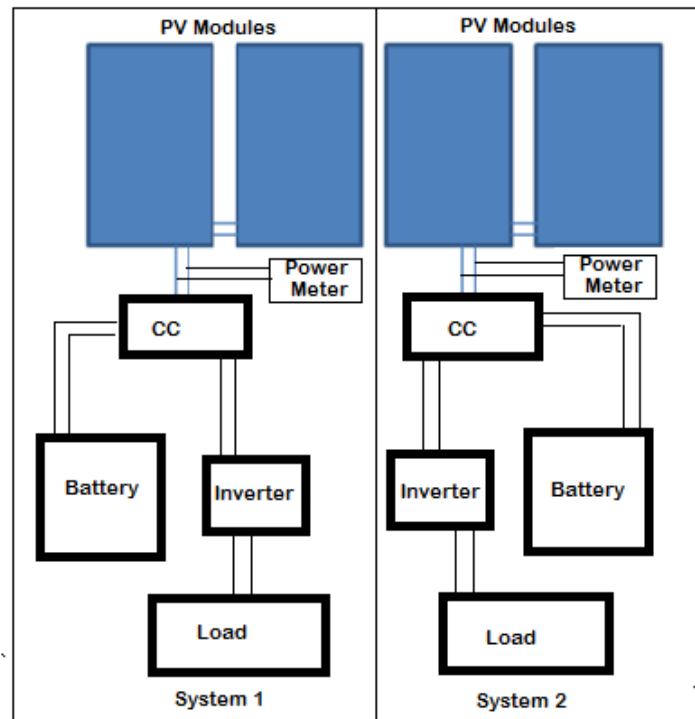 PV Modules
Power
Meter
CC
Battery
Inverter
Load
System 1
PV Modules
Power
Meter
CC
Inverter
Battery
Load
System 2